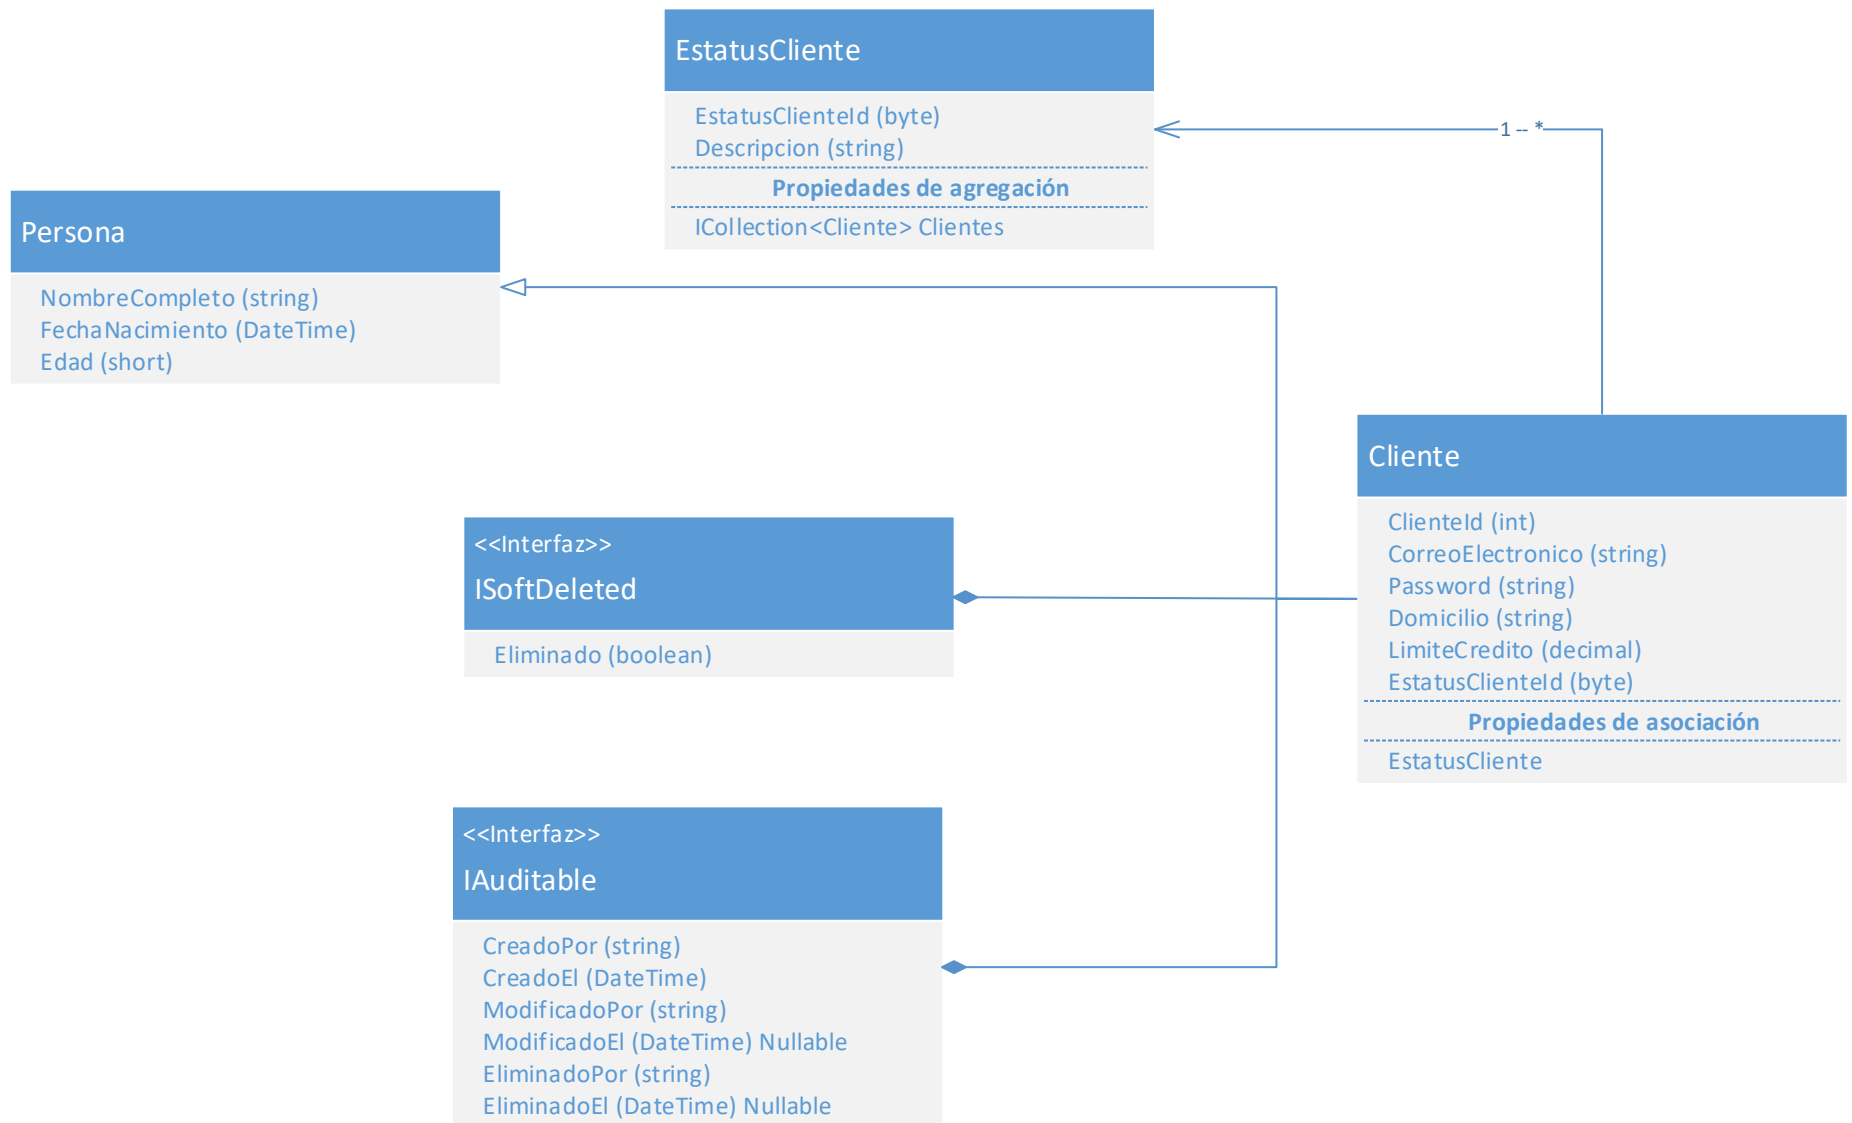 EstatusCliente
EstatusClienteId (byte)
Descripcion (string)
Propiedades de agregación
ICollection<Cliente> Clientes
1 -- *
Persona
NombreCompleto (string)
FechaNacimiento (DateTime)
Edad (short)
Cliente
ClienteId (int)
CorreoElectronico (string)
Password (string)
Domicilio (string)
LimiteCredito (decimal)
EstatusClienteId (byte)
Propiedades de asociación
EstatusCliente
<<Interfaz>>
ISoftDeleted
Eliminado (boolean)
<<Interfaz>>
IAuditable
CreadoPor (string)
CreadoEl (DateTime)
ModificadoPor (string)
ModificadoEl (DateTime) Nullable
EliminadoPor (string)
EliminadoEl (DateTime) Nullable